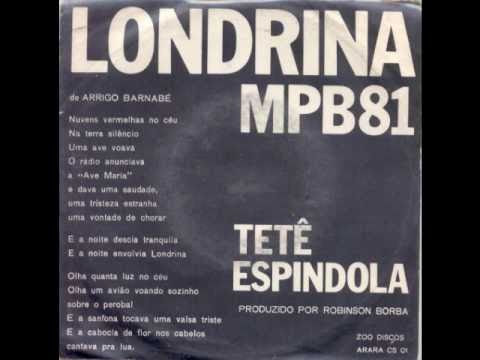 LONDRINA
MPB81
de ARRIGO BARNABÉ
Nuvens vermelhas no céu
Na terra silêncio
Uma ave voava
O rádio anunciava
a «Ave Maria"
e dava uma saudade,
uma tristeza estranha
uma vontade de chorar
E a noite descia tranquila
E a noite envolvia Londrina
Olha quanta luz no céu
Olha um avião voando sozinho
sobre o perobal
E a sanfona tocava uma valsa triste
E a cabocla de flor nos cabelos
cantava pra lua.
TETÊ
ESPINDOLA
PRODUZIDO POR ROBINSON BORBA
ZOO DISCOS
ARARA CS 01